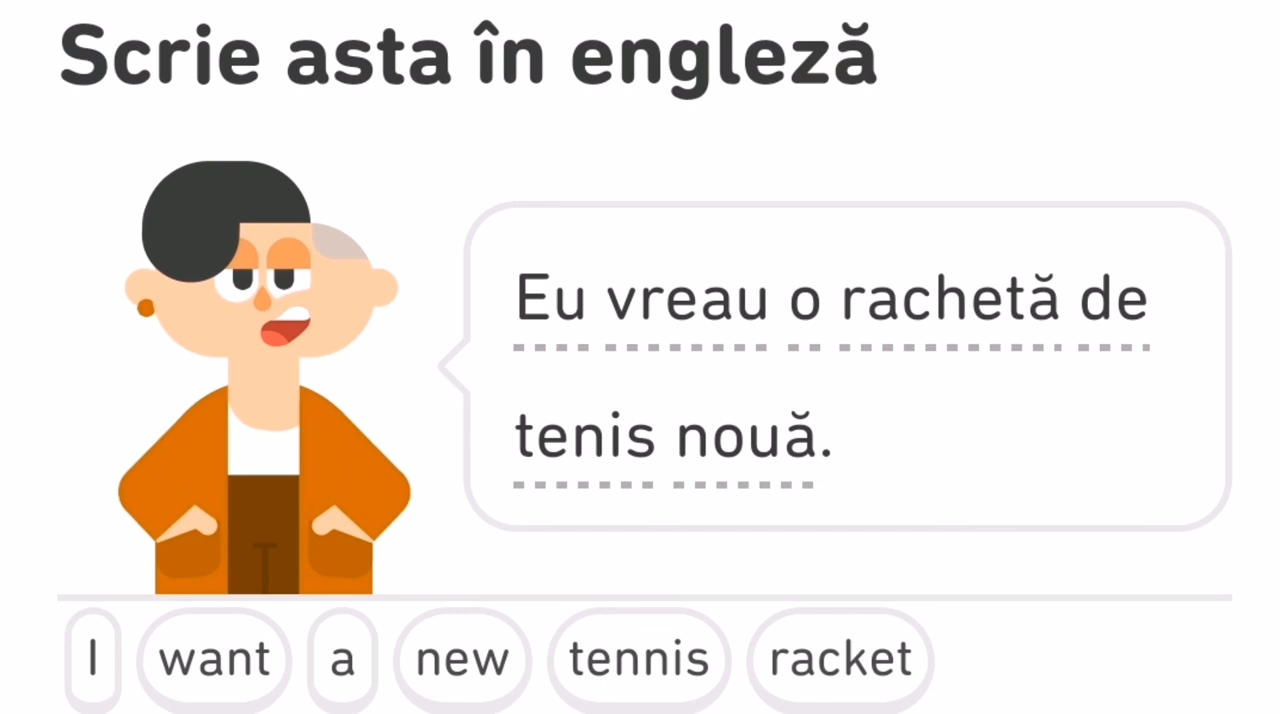 Scrie asta în engleză
Eu vreau o rachetă de
tenis nouă.
I want a new tennis racket